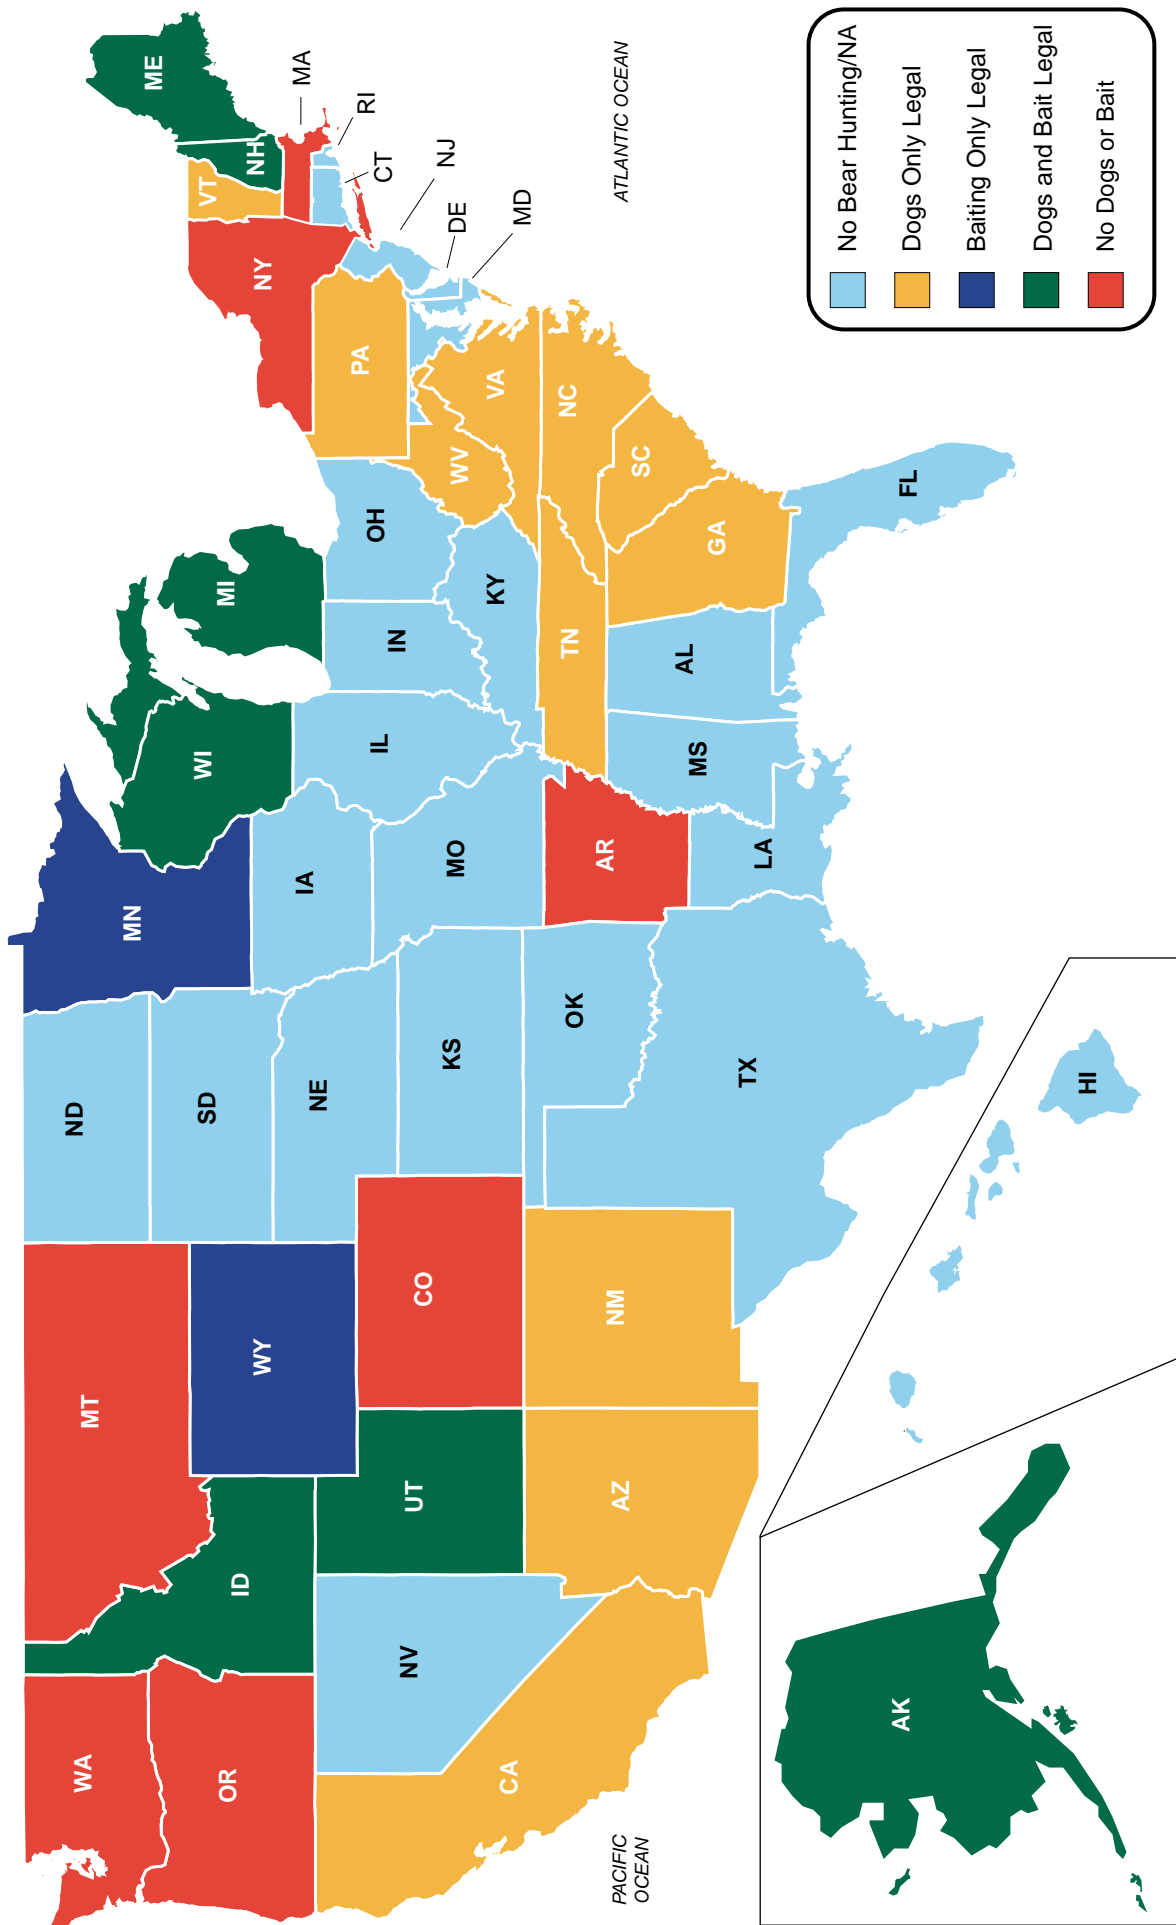 WA
MT
ND
MN
ME
OR
ID
WY
SD
WI
MI
VT
NH
NY
MA
RI
CT
NJ
DE
MD
NV
UT
CO
NE
IA
IL
IN
OH
PA
KS
MO
KY
WV
VA
CA
AZ
NM
OK
AR
TN
NC
SC
TX
LA
MS
AL
GA
FL
AK
HI
PACIFIC
OCEAN
ATLANTIC OCEAN
No Bear Hunting/NA
Dogs Only Legal
Baiting Only Legal
Dogs and Bait Legal
No Dogs or Bait